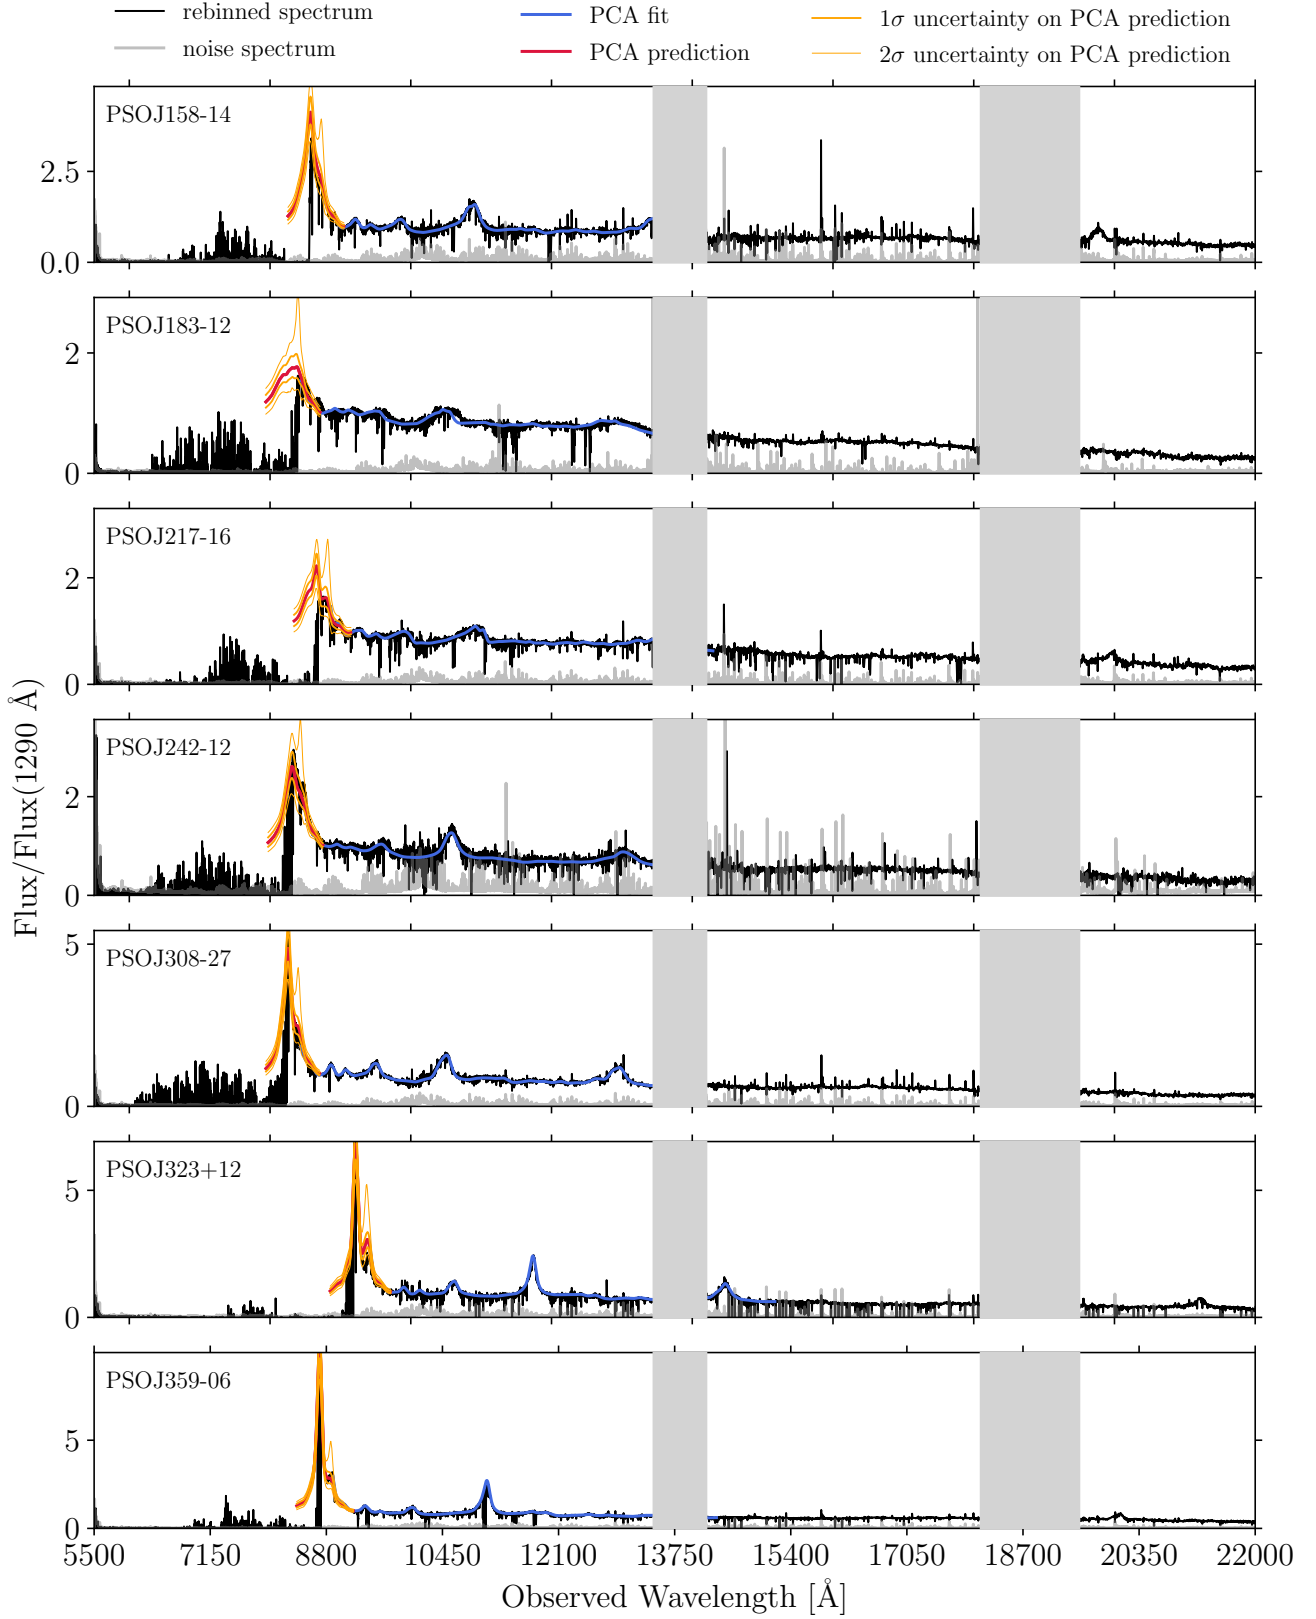 rebinned spectrum
noise spectrum
PCA fit
PCA prediction
1σ uncertainty on PCA prediction
2σ uncertainty on PCA prediction
Flux/Flux(1290 Å)
PSOJ158-14
2.5
0.0
PSOJ183-12
2
0
PSOJ217-16
2
0
PSOJ242-12
2
0
PSOJ308-27
5
0
PSOJ323+12
5
0
PSOJ359-06
5
0
5500 7150 8800 10450 12100 13750 15400 17050 18700 20350 22000
Observed Wavelength [Å]